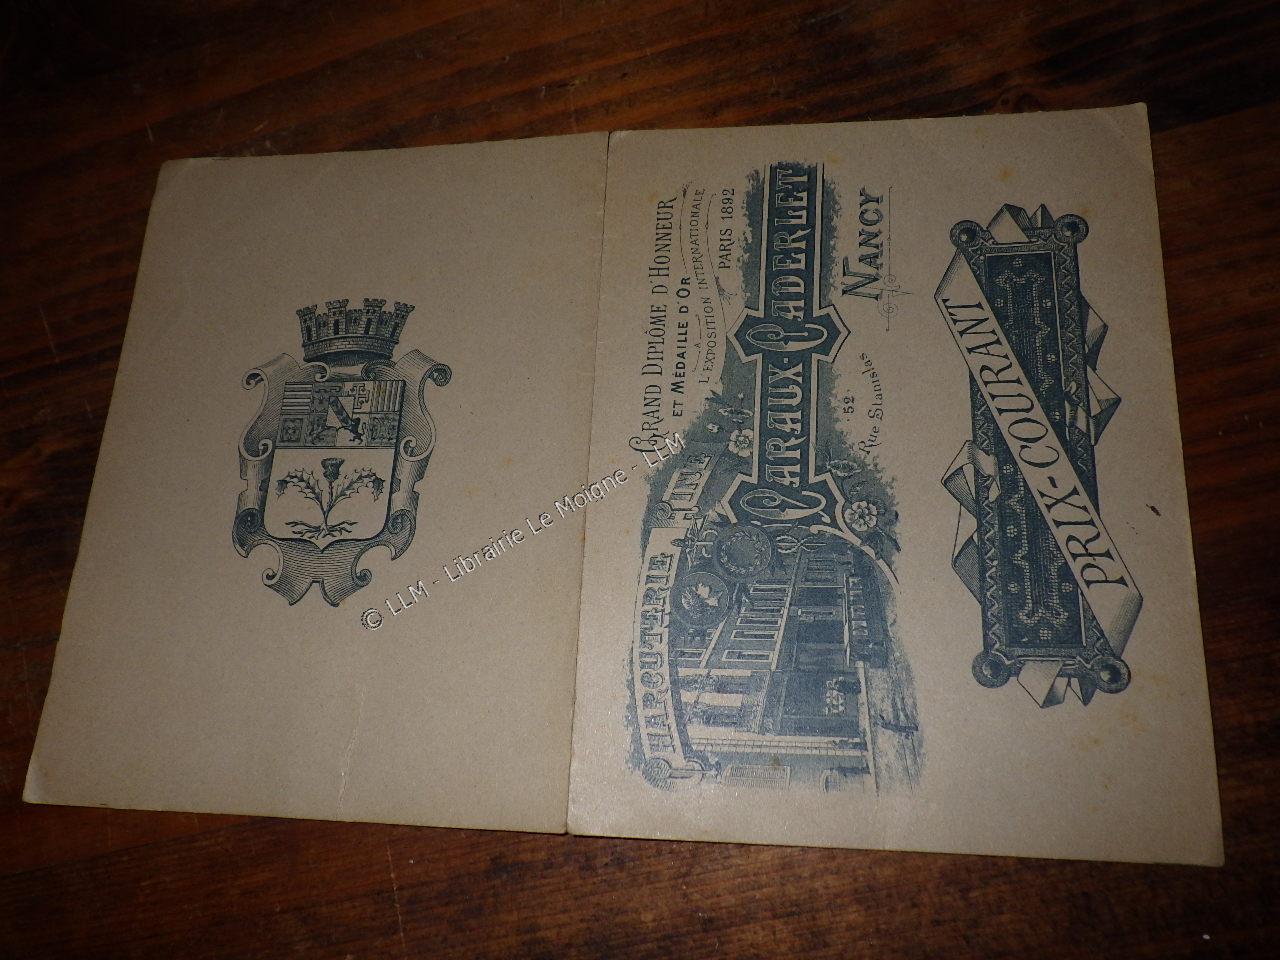 GRAND DIPLÔME D'HONNEUR
ET MÉDAILLE D'OR
A
L'EXPOSITION INTERNATIONALE
PARIS 1892
CHARCUTERIE FINE
CARAUX-CADERLET
52
Rue Stanislas
NANCY
PRIX-COURANT
© LLM - Librairie Le Moigne - LLM